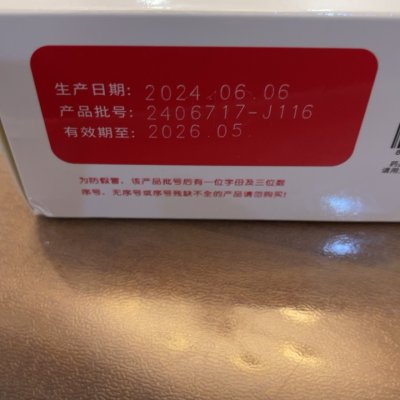 生产日期: 2024.06.06
产品批号: 2406717-J116
有效期至: 2026.05.
为防假冒，该产品批号后有一位字母及三位数
序号，无序号或序号残缺不全的产品请勿购买!